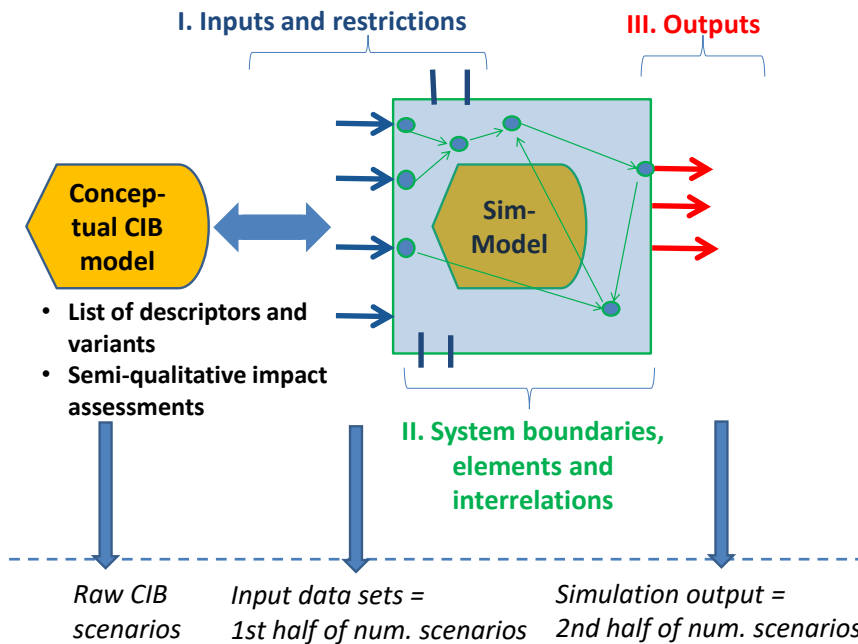 I. Inputs and restrictions
III. Outputs
Concep-
tual CIB
model
Sim-
Model
• List of descriptors and
variants
• Semi-qualitative impact
assessments
II. System boundaries,
elements and
interrelations
Raw CIB
scenarios
Input data sets =
1st half of num. scenarios
Simulation output =
2nd half of num. scenarios